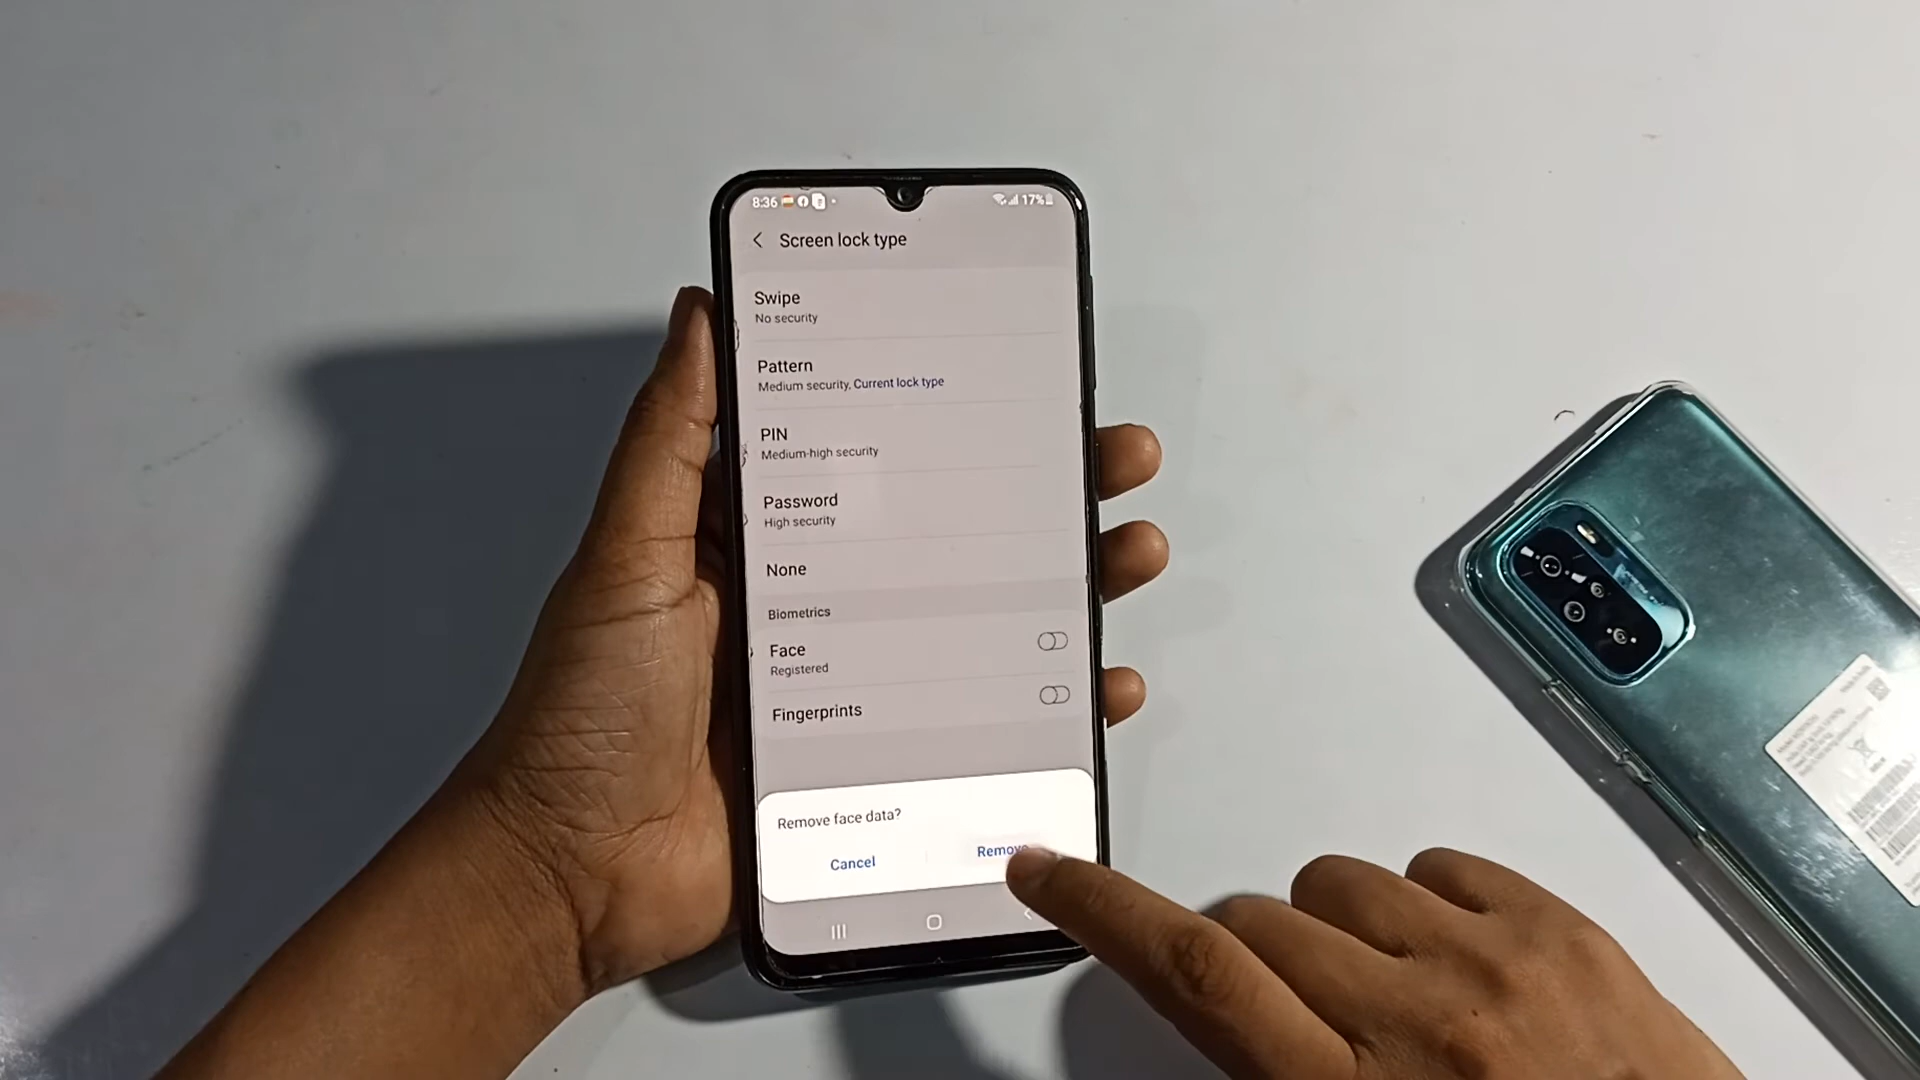 8:36
17%
Screen lock type
Swipe
No security
Pattern
Medium security, Current lock type
PIN
Medium-high security
Password
High security
None
Biometrics
Face
Registered
Fingerprints
Remove face data?
Cancel
Remove